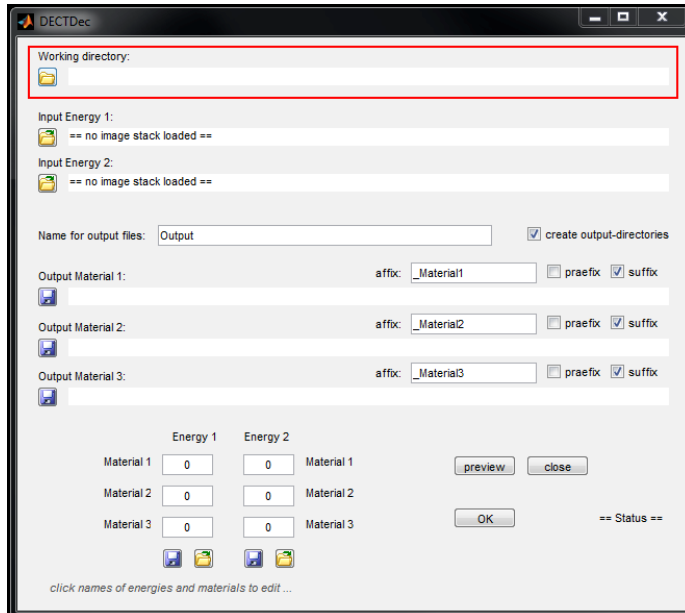 DECTDec
Working directory:
Input Energy 1:
== no image stack loaded ==
Input Energy 2:
== no image stack loaded ==
Name for output files: Output create output-directories
Output Material 1: affix: _Material1 praefix suffix
Output Material 2: affix: _Material2 praefix suffix
Output Material 3: affix: _Material3 praefix suffix
Energy 1 Energy 2
Material 1 0 0 Material 1 preview close
Material 2 0 0 Material 2
Material 3 0 0 Material 3 OK == Status ==
click names of energies and materials to edit ...